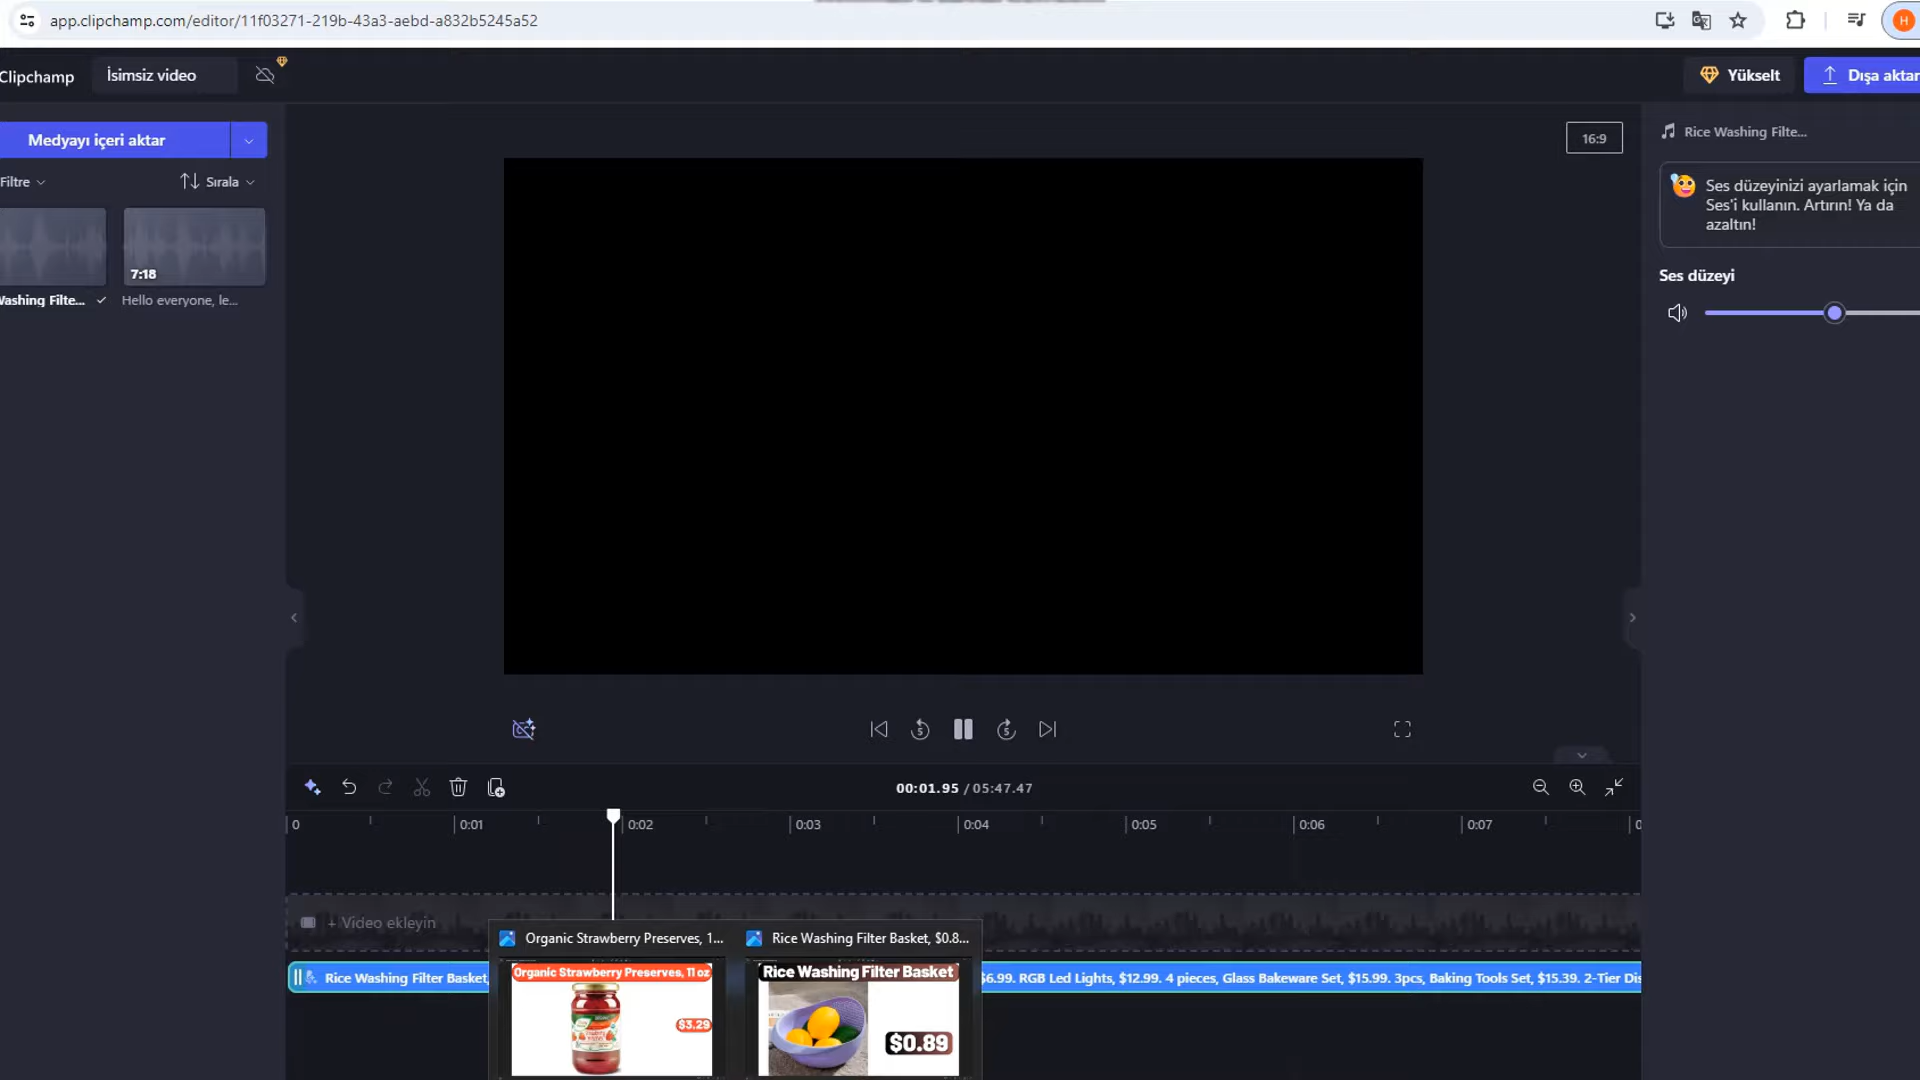 app.clipchamp.com/editor/11f03271-219b-43a3-aebd-a832b5245a52
H
Clipchamp
İsimsiz video
Yükselt
Dışa aktar
Medyayı içeri aktar
Filtre
Sırala
7:18
Washing Filte...
Hello everyone, le...
16:9
Rice Washing Filte...
Ses düzeyinizi ayarlamak için
Ses'i kullanın. Artırın! Ya da
azaltın!
Ses düzeyi
5
5
00:01.95 / 05:47.47
0
0:01
0:02
0:03
0:04
0:05
0:06
0:07
0
+ Video ekleyin
Rice Washing Filter Basket,
$6.99. RGB Led Lights, $12.99. 4 pieces, Glass Bakeware Set, $15.99. 3pcs, Baking Tools Set, $15.39. 2-Tier Dis
Organic Strawberry Preserves, 1...
Organic Strawberry Preserves, 11 oz
$3.29
Rice Washing Filter Basket, $0.8...
Rice Washing Filter Basket
$0.89